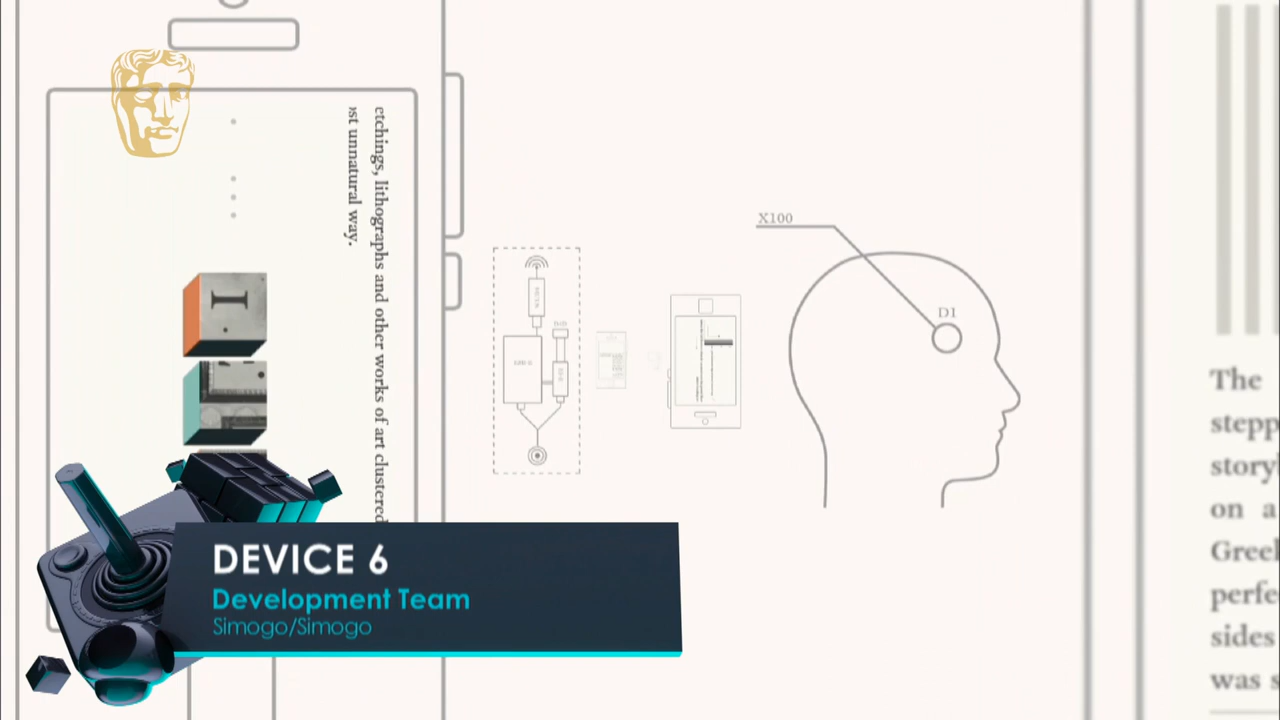 etchings, lithographs and other works of art clustered
st unnatural way.
I
X100
D1
The
stepp
story
on a
Greel
perfe
sides
was s
DEVICE 6
Development Team
Simogo/Simogo